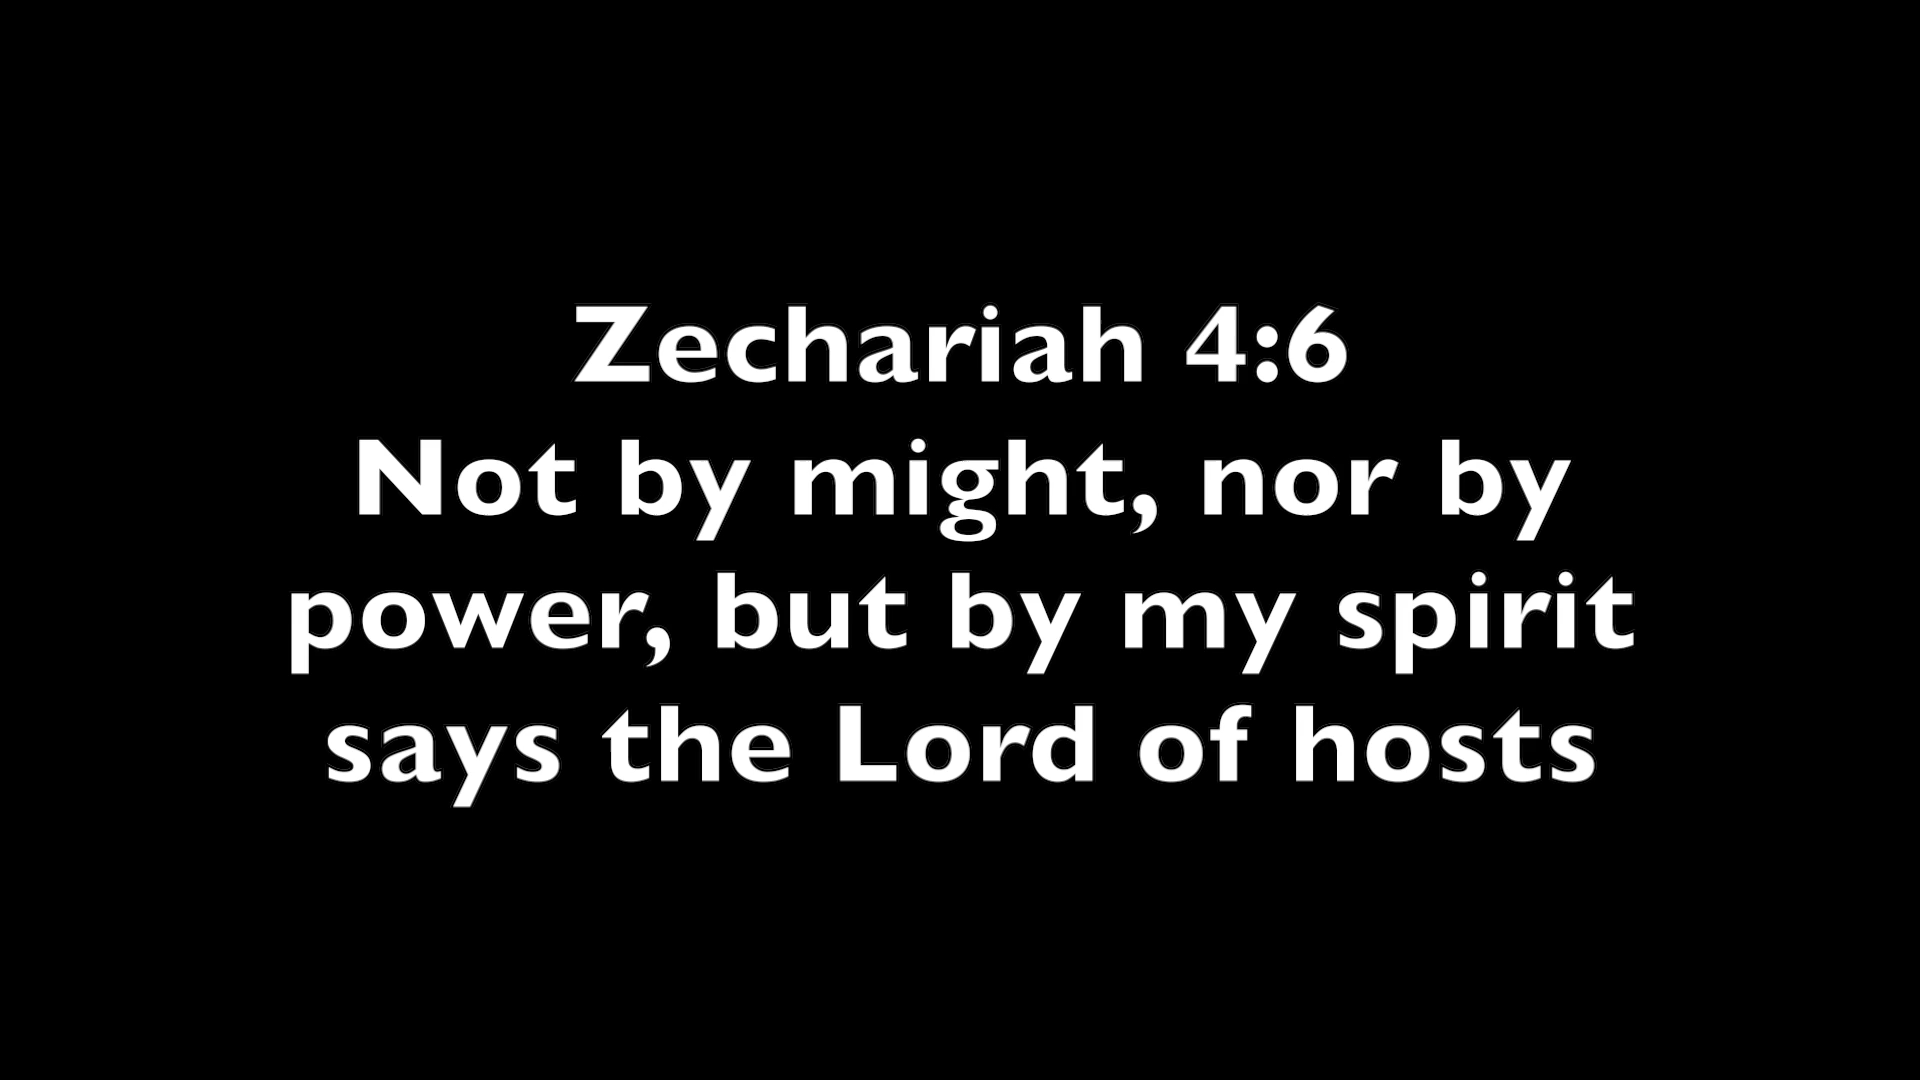 Zechariah 4:6
Not by might, nor by
power, but by my spirit
says the Lord of hosts